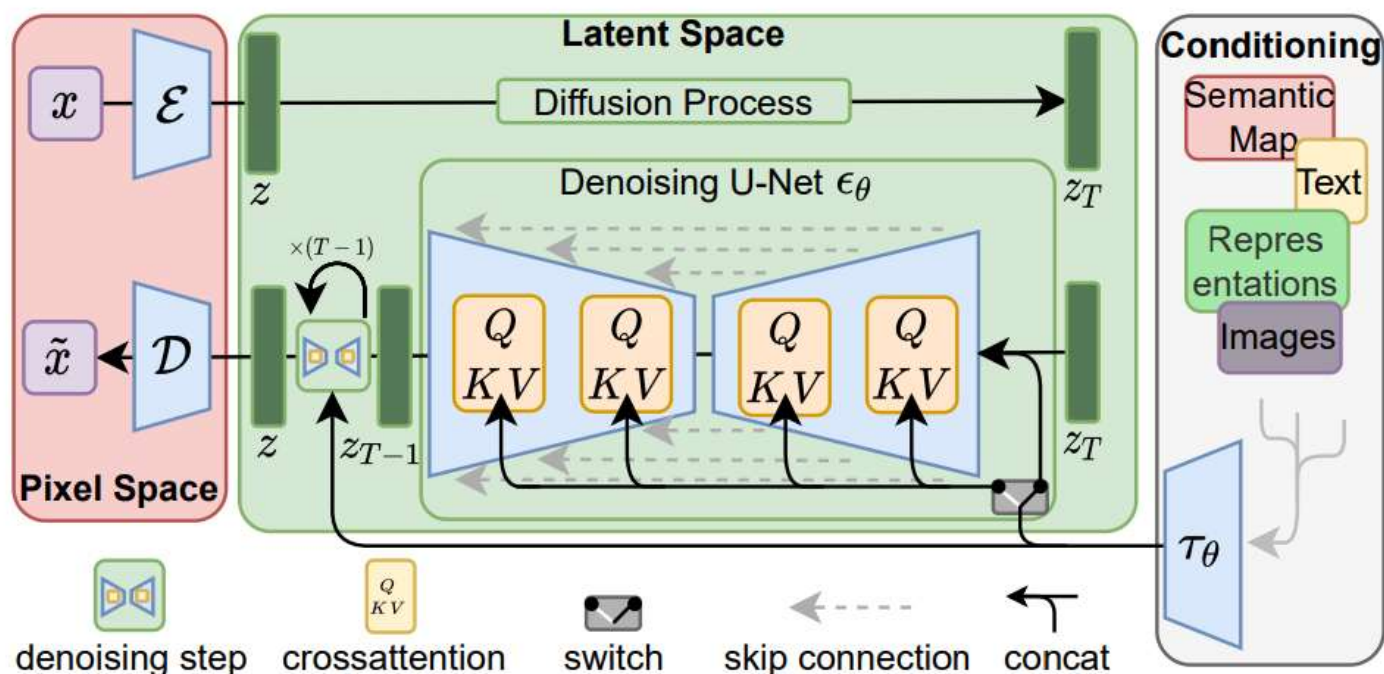 Latent Space
Conditioning
x
ℰ
Diffusion Process
z
z_T
Semantic
Map
Text
Denoising U-Net ϵ_θ
Repres
entations
Images
×(T−1)
x̃
𝒟
Q
KV
Q
KV
Q
KV
Q
KV
z
z_{T−1}
z_T
Pixel Space
τ_θ
Q
KV
denoising step
crossattention
switch
skip connection
concat